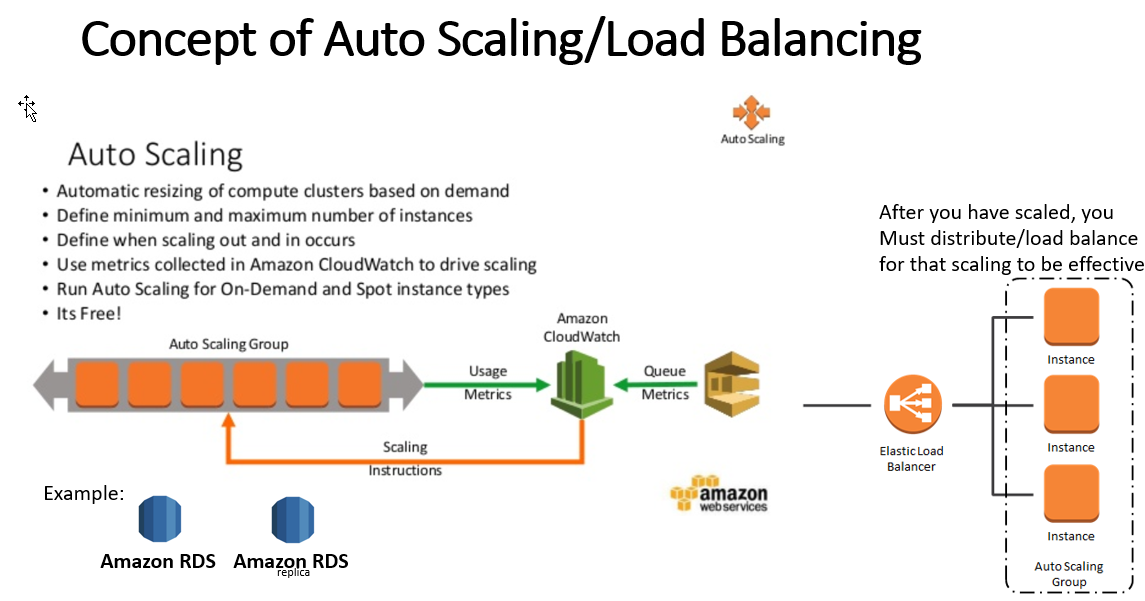 Concept of Auto Scaling/Load Balancing
Auto Scaling
Auto Scaling
• Automatic resizing of compute clusters based on demand
• Define minimum and maximum number of instances
• Define when scaling out and in occurs
• Use metrics collected in Amazon CloudWatch to drive scaling
• Run Auto Scaling for On-Demand and Spot instance types
• Its Free!
After you have scaled, you
Must distribute/load balance
for that scaling to be effective
Auto Scaling Group
Usage
Metrics
Amazon
CloudWatch
Queue
Metrics
Scaling
Instructions
Elastic Load
Balancer
Instance
Instance
Instance
Auto Scaling
Group
Example:
Amazon RDS
Amazon RDS
replica
amazon
webservices